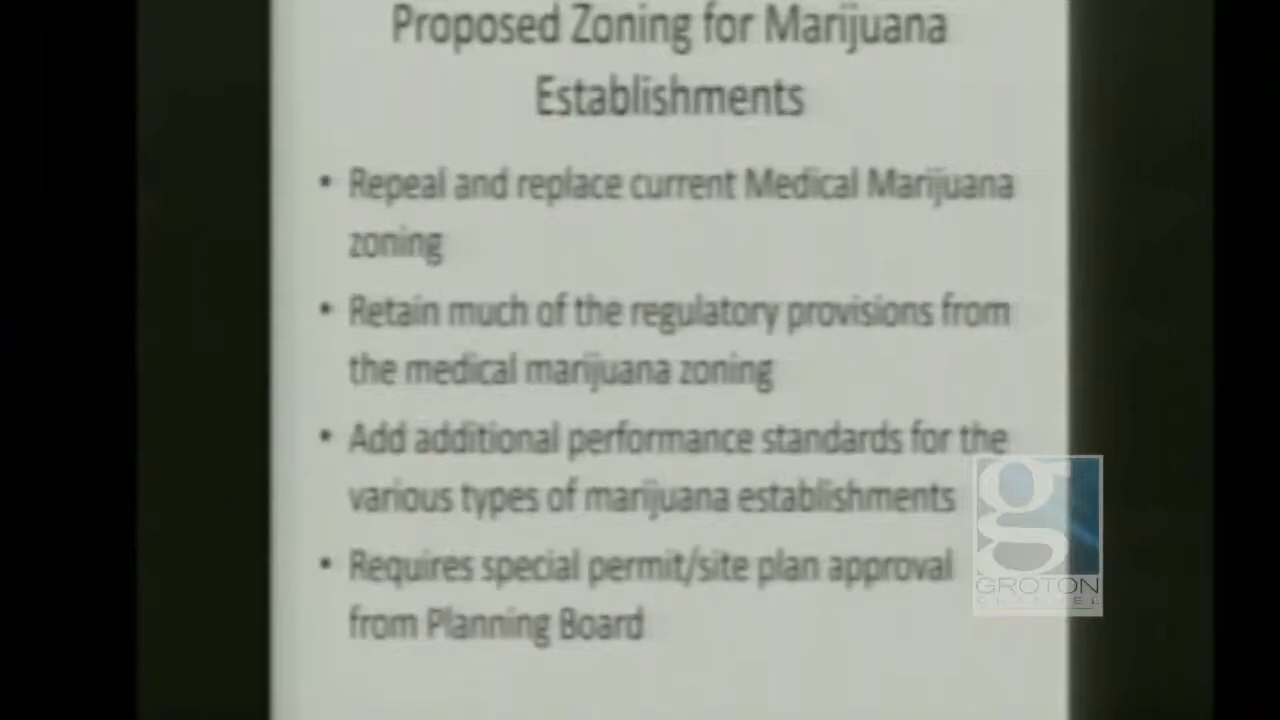 Proposed Zoning for Marijuana
Establishments
• Repeal and replace current Medical Marijuana
zoning
• Retain much of the regulatory provisions from
the medical marijuana zoning
• Add additional performance standards for the
various types of marijuana establishments
• Requires special permit/site plan approval
from Planning Board
g
GROTON
CHANNEL